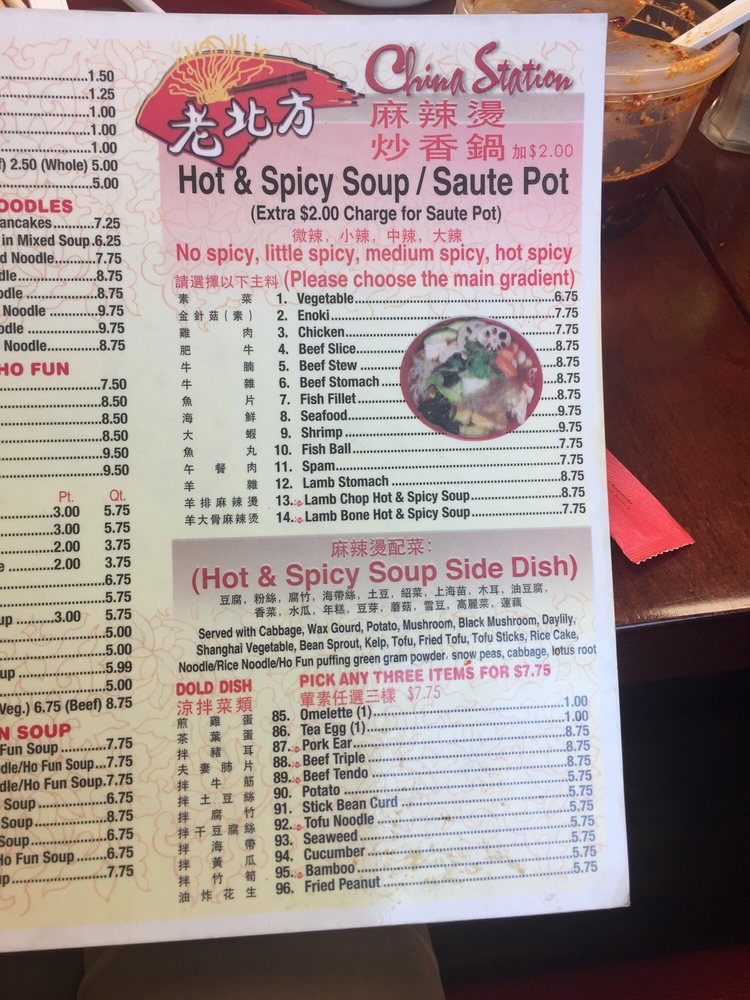 ...1.50
...1.25
...1.00
...1.00
...1.00
) 2.50 (Whole) 5.00
...5.00
OODLES
ancakes...7.25
in Mixed Soup.6.25
d Noodle...7.75
dle...8.75
odle...8.75
Noodle...9.75
odle...9.75
Noodle...8.75
HO FUN
...7.50
...8.50
...8.50
...8.50
...9.50
...9.50
Pt. Qt.
...3.00 5.75
...3.00 5.75
...2.00 3.75
e...2.00 3.75
...6.75
...5.75
up...3.00 5.75
...5.00
...5.00
up...5.99
...5.00
Veg.) 6.75 (Beef) 8.75
N SOUP
Fun Soup...7.75
dle/Ho Fun Soup...7.75
odle/Ho Fun Soup.7.75
Soup...6.75
Soup...8.75
Soup...6.75
Ho Fun Soup...6.75
up...7.75
老北方
China Station
麻辣燙
炒香鍋 加$2.00
Hot & Spicy Soup / Saute Pot
(Extra $2.00 Charge for Saute Pot)
微辣, 小辣, 中辣, 大辣
No spicy, little spicy, medium spicy, hot spicy
請選擇以下主料 (Please choose the main gradient)
素菜 1. Vegetable...6.75
金針菇(素) 2. Enoki...7.75
雞肉 3. Chicken...7.75
肥牛 4. Beef Slice...8.75
牛腩 5. Beef Stew...8.75
牛雜 6. Beef Stomach...8.75
魚片 7. Fish Fillet...8.75
海鮮 8. Seafood...9.75
大蝦 9. Shrimp...9.75
魚丸 10. Fish Ball...7.75
午餐肉 11. Spam...7.75
羊雜 12. Lamb Stomach...8.75
羊排麻辣燙 13. Lamb Chop Hot & Spicy Soup...8.75
羊大骨麻辣燙 14. Lamb Bone Hot & Spicy Soup...7.75
麻辣燙配菜:
(Hot & Spicy Soup Side Dish)
豆腐, 粉絲, 腐竹, 海帶絲, 土豆, 紹菜, 上海苗, 木耳, 油豆腐,
香菜, 水瓜, 年糕, 豆芽, 蘑菇, 雪豆, 高麗菜, 蓮藕
Served with Cabbage, Wax Gourd, Potato, Mushroom, Black Mushroom, Daylily,
Shanghai Vegetable, Bean Sprout, Kelp, Tofu, Fried Tofu, Tofu Sticks, Rice Cake,
Noodle/Rice Noodle/Ho Fun puffing green gram powder, snow peas, cabbage, lotus root
DOLD DISH PICK ANY THREE ITEMS FOR $7.75
涼拌菜類 葷素任選三樣 $7.75
煎雞蛋 85. Omelette (1)...1.00
茶葉蛋 86. Tea Egg (1)...1.00
拌豬耳 87. Pork Ear...8.75
夫妻肺片 88. Beef Triple...8.75
拌牛筋 89. Beef Tendo...8.75
拌土豆絲 90. Potato...5.75
拌腐竹 91. Stick Bean Curd...5.75
拌干豆腐絲 92. Tofu Noodle...5.75
拌海帶 93. Seaweed...5.75
拌黃瓜 94. Cucumber...5.75
拌竹筍 95. Bamboo...5.75
油炸花生 96. Fried Peanut...5.75